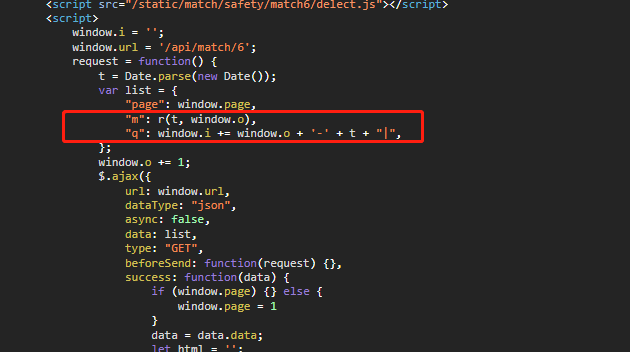 <script src="/static/match/safety/match6/delect.js"></script>
<script>
window.i = '';
window.url = '/api/match/6';
request = function() {
t = Date.parse(new Date());
var list = {
"page": window.page,
"m": r(t, window.o),
"q": window.i += window.o + '-' + t + "|",
};
window.o += 1;
$.ajax({
url: window.url,
dataType: "json",
async: false,
data: list,
type: "GET",
beforeSend: function(request) {},
success: function(data) {
if (window.page) {} else {
window.page = 1
}
data = data.data;
let html = '';